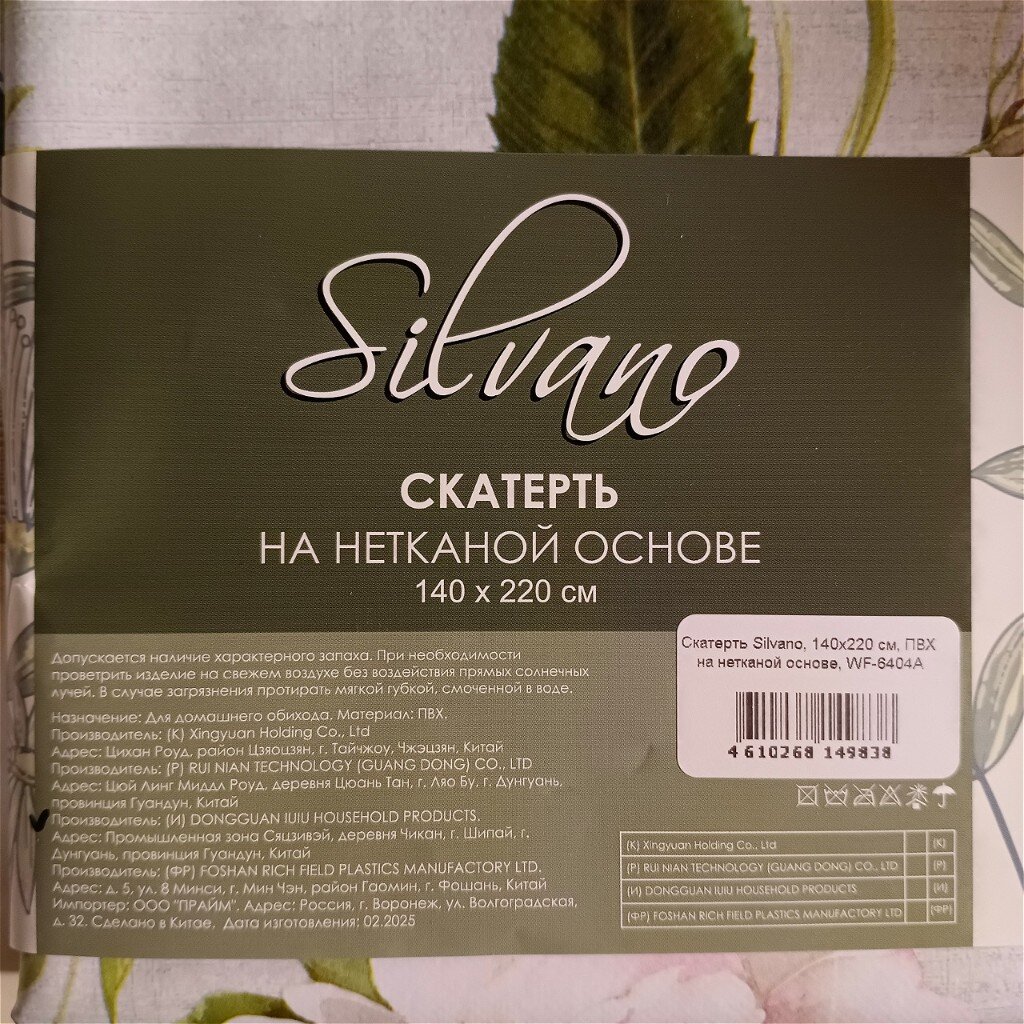 Silvano
СКАТЕРТЬ
НА НЕТКАНОЙ ОСНОВЕ
140 х 220 см
Скатерть Silvano, 140х220 см, ПВХ
на нетканой основе, WF-6404A
4 610268 149838
Допускается наличие характерного запаха. При необходимости
проветрить изделие на свежем воздухе без воздействия прямых солнечных
лучей. В случае загрязнения протирать мягкой губкой, смоченной в воде.
Назначение: Для домашнего обихода. Материал: ПВХ.
Производитель: (К) Xingyuan Holding Co., Ltd
Адрес: Цихан Роуд, район Цзяоцзян, г. Тайчжоу, Чжэцзян, Китай
Производитель: (Р) RUI NIAN TECHNOLOGY (GUANG DONG) CO., LTD
Адрес: Цюй Линг Миддл Роуд, деревня Цюань Тан, г. Ляо Бу, г. Дунгуань,
провинция Гуандун, Китай
Производитель: (И) DONGGUAN IUIU HOUSEHOLD PRODUCTS.
Адрес: Промышленная зона Сяцзивэй, деревня Чикан, г. Шипай, г.
Дунгуань, провинция Гуандун, Китай
Производитель: (ФР) FOSHAN RICH FIELD PLASTICS MANUFACTORY LTD.
Адрес: д. 5, ул. 8 Минси, г. Мин Чэн, район Гаомин, г. Фошань, Китай
Импортер: ООО "ПРАЙМ". Адрес: Россия, г. Воронеж, ул. Волгоградская,
д. 32. Сделано в Китае. Дата изготовления: 02.2025
(К) Xingyuan Holding Co., Ltd (К)
(Р) RUI NIAN TECHNOLOGY (GUANG DONG) CO., LTD (Р)
(И) DONGGUAN IUIU HOUSEHOLD PRODUCTS (И)
(ФР) FOSHAN RICH FIELD PLASTICS MANUFACTORY LTD (ФР)